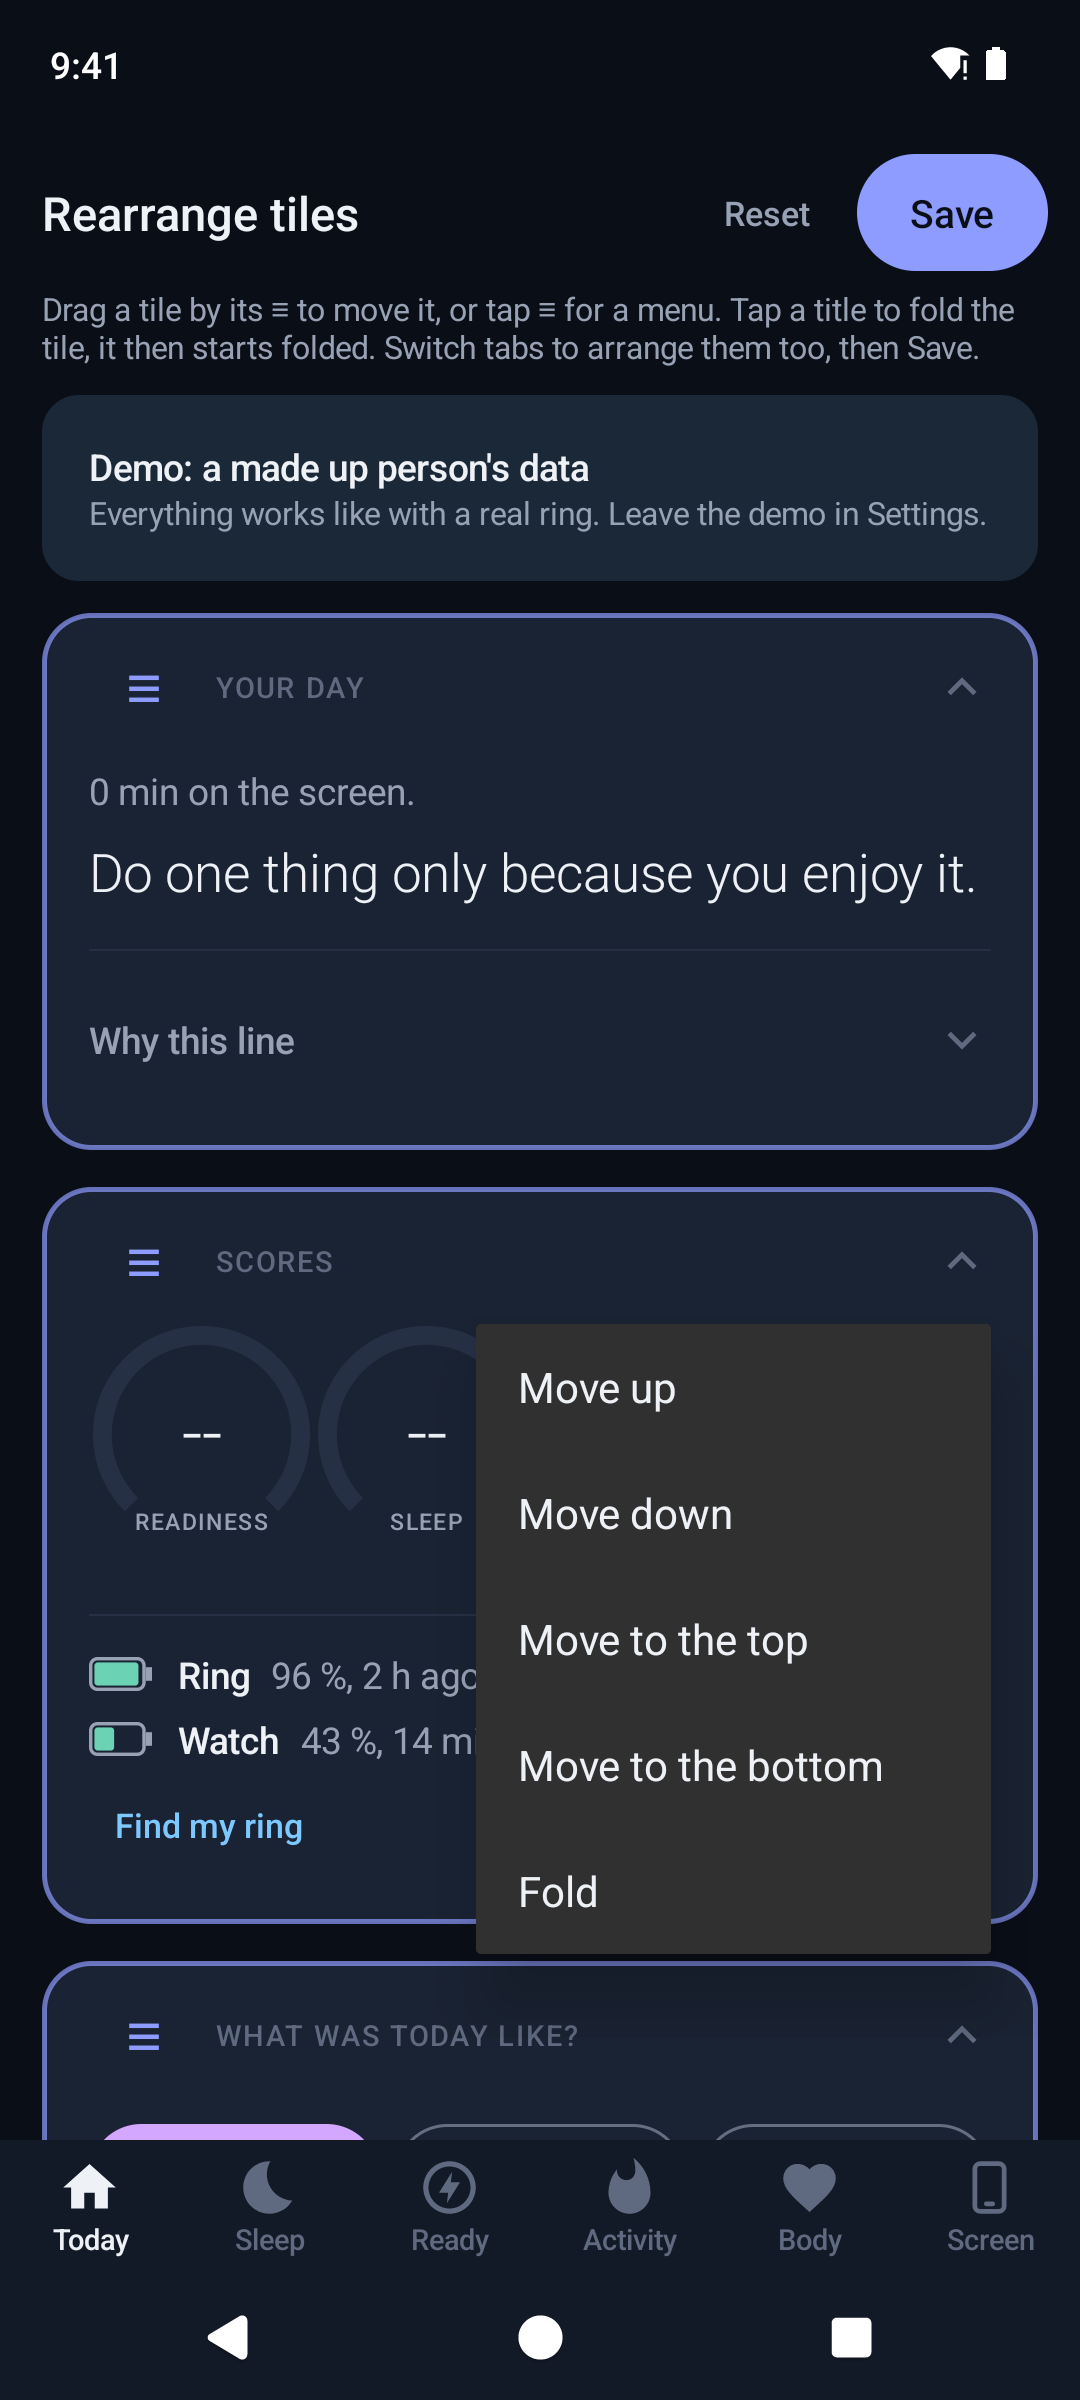 9:41
Rearrange tiles
Reset
Save
Drag a tile by its ≡ to move it, or tap ≡ for a menu. Tap a title to fold the
tile, it then starts folded. Switch tabs to arrange them too, then Save.
Demo: a made up person's data
Everything works like with a real ring. Leave the demo in Settings.
YOUR DAY
0 min on the screen.
Do one thing only because you enjoy it.
Why this line
SCORES
-- --
READINESS SLEEP
Ring 96 %, 2 h ago
Watch 43 %, 14
Find my ring
Move up
Move down
Move to the top
Move to the bottom
Fold
WHAT WAS TODAY LIKE?
Today Sleep Ready Activity Body Screen